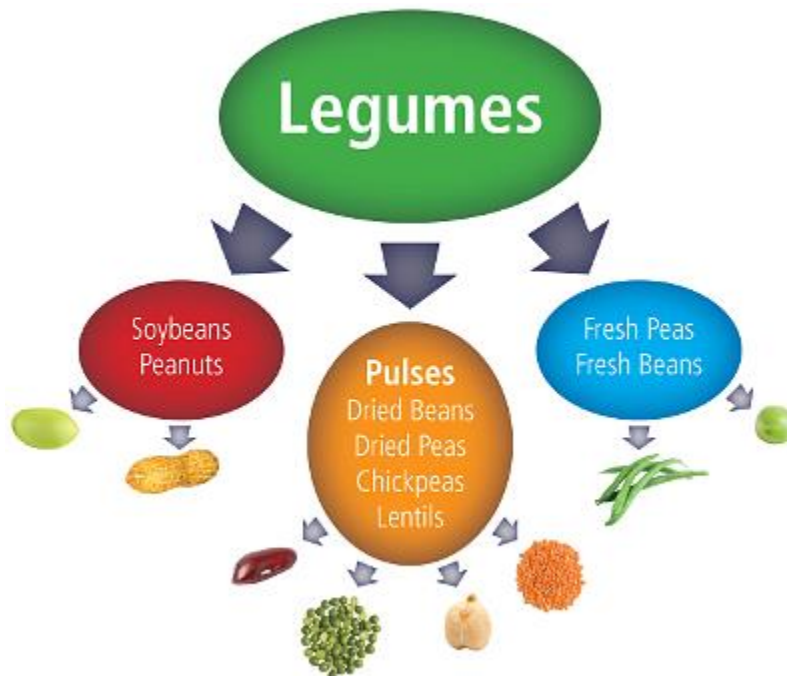 Legumes
Soybeans
Peanuts
Pulses
Dried Beans
Dried Peas
Chickpeas
Lentils
Fresh Peas
Fresh Beans